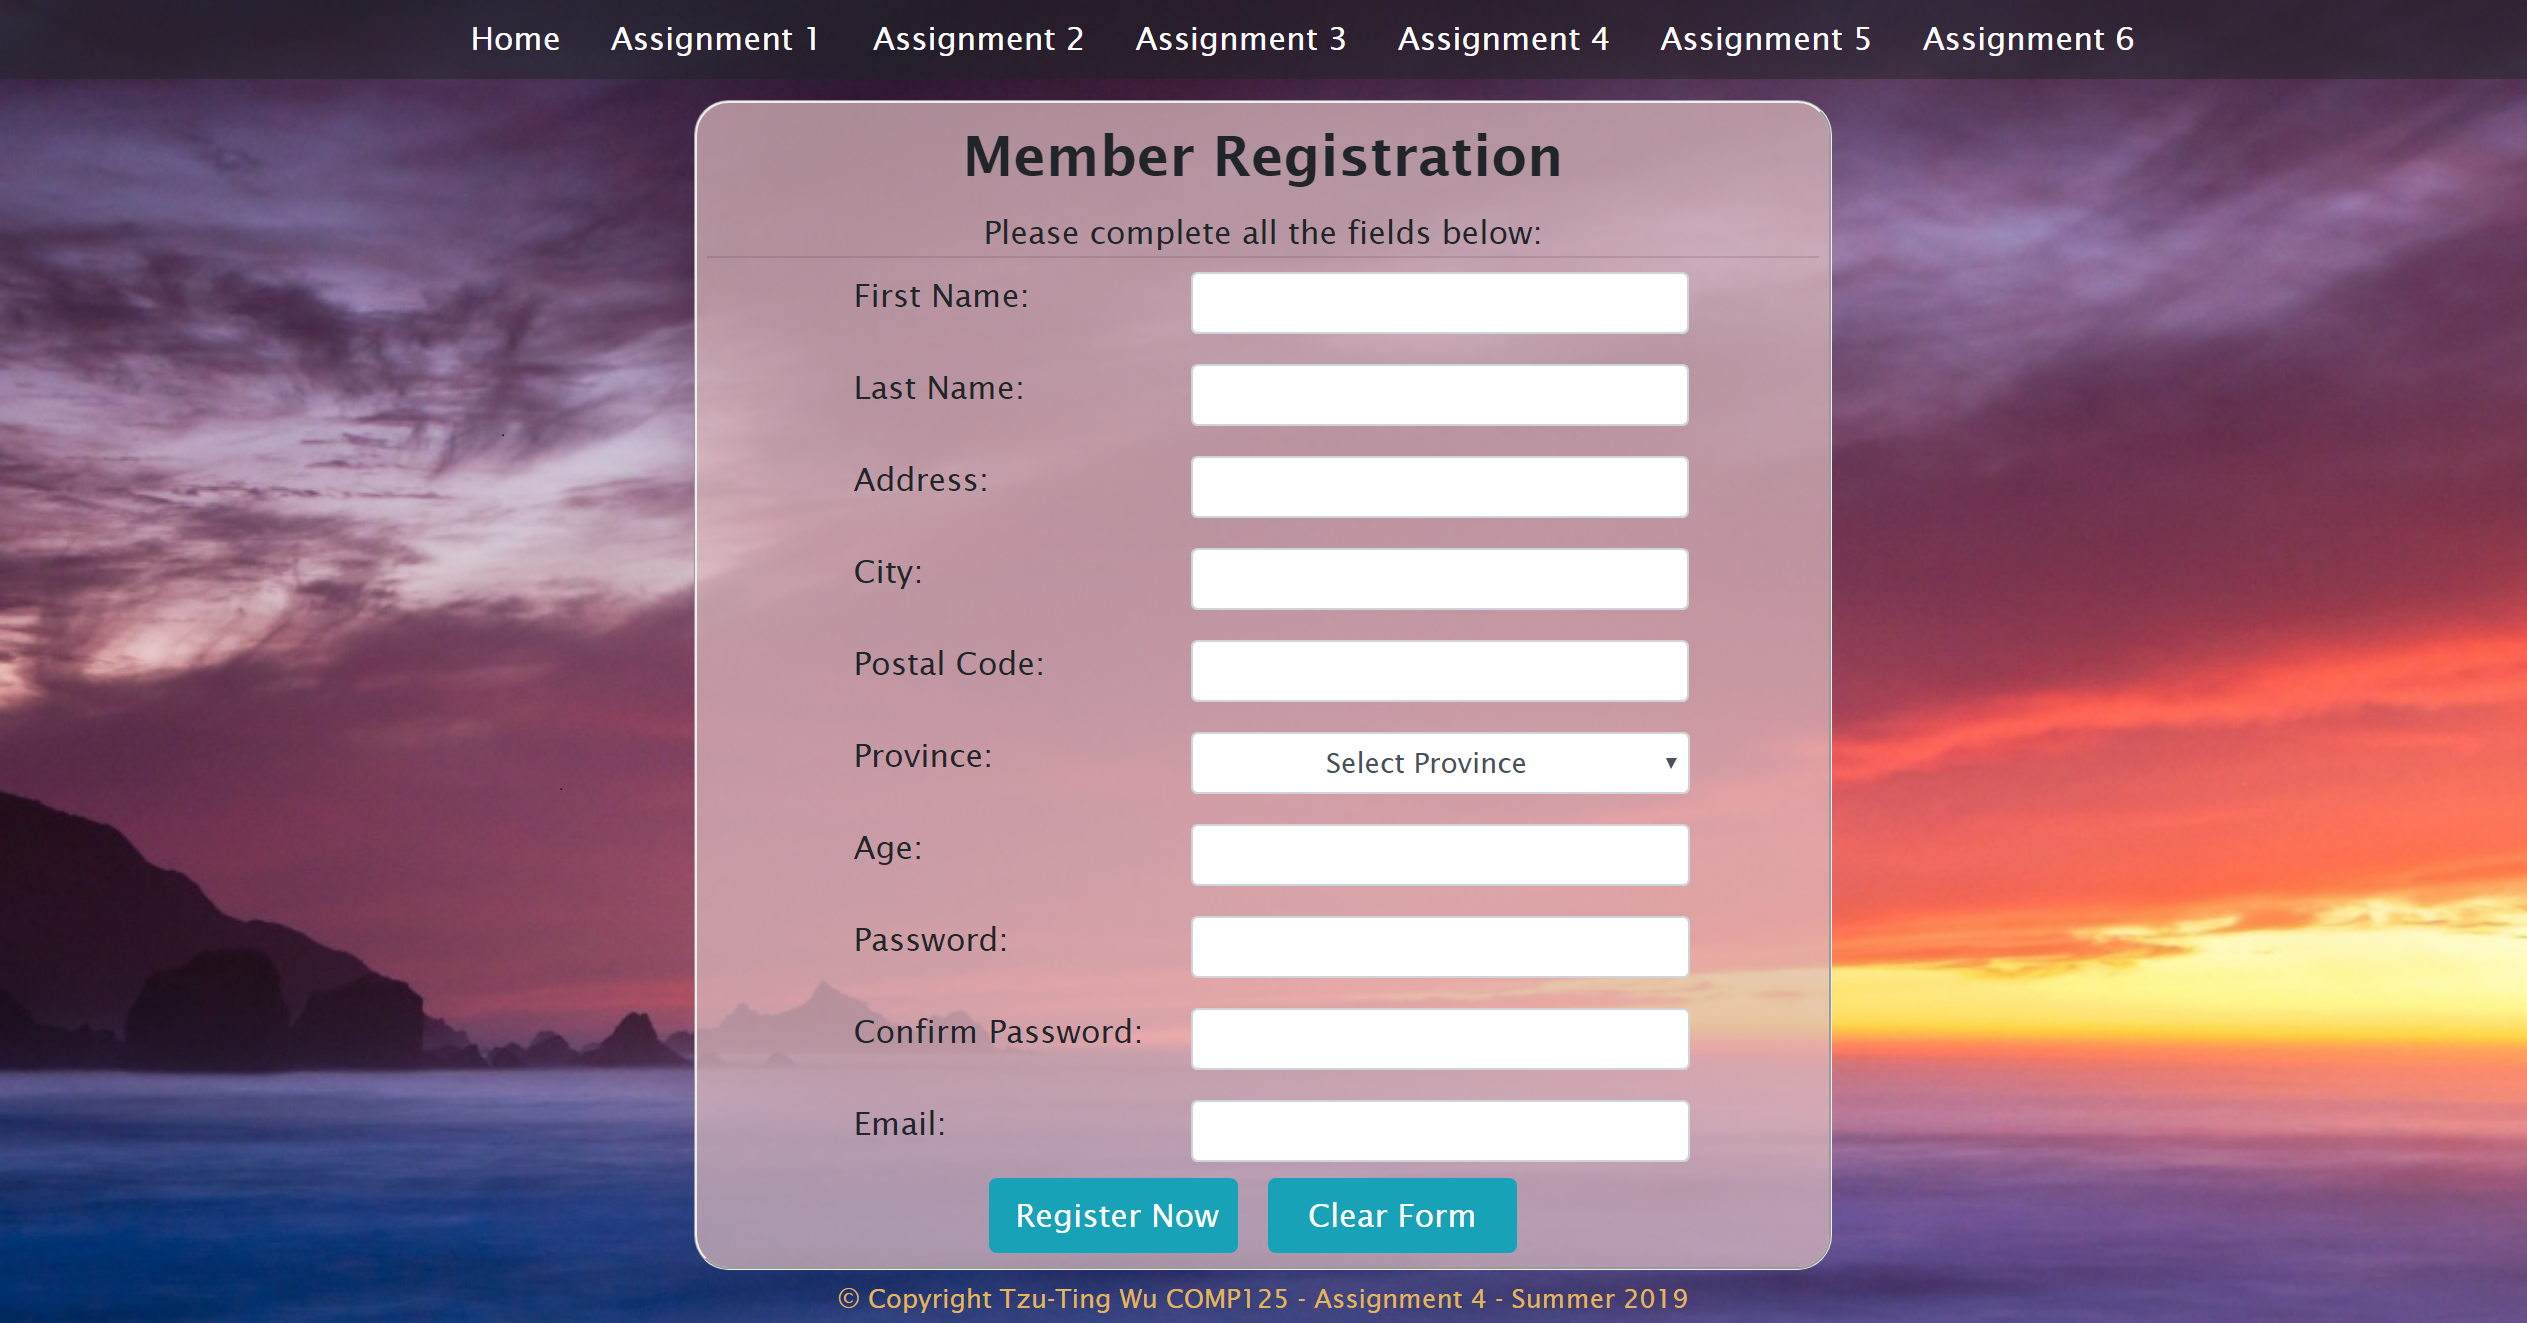 Home Assignment 1 Assignment 2 Assignment 3 Assignment 4 Assignment 5 Assignment 6
Member Registration
Please complete all the fields below:
First Name:
Last Name:
Address:
City:
Postal Code:
Province: Select Province
Age:
Password:
Confirm Password:
Email:
Register Now Clear Form
© Copyright Tzu-Ting Wu COMP125 - Assignment 4 - Summer 2019